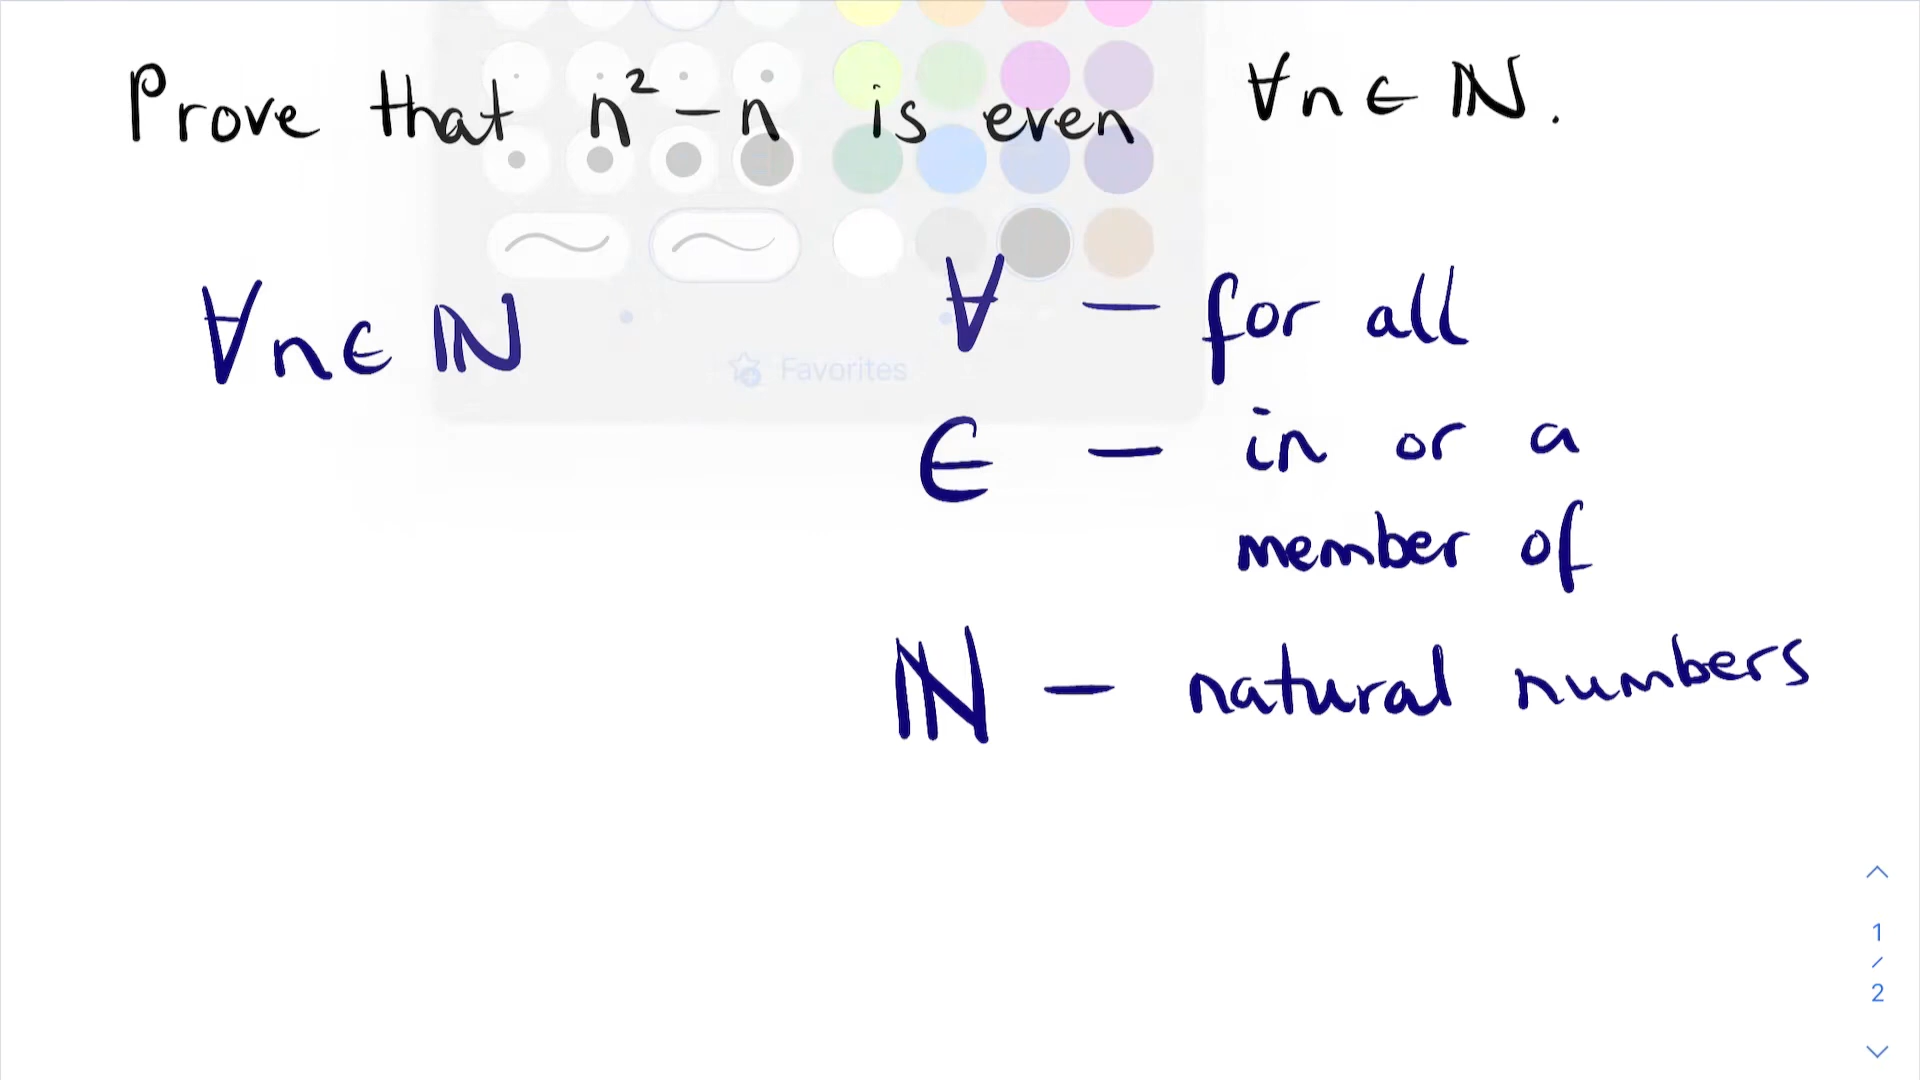 Prove that n² – n is even ∀n ∈ ℕ.
∀n ∈ ℕ
∀ – for all
Favorites
∈ – in or a
member of
ℕ – natural numbers
1
/
2